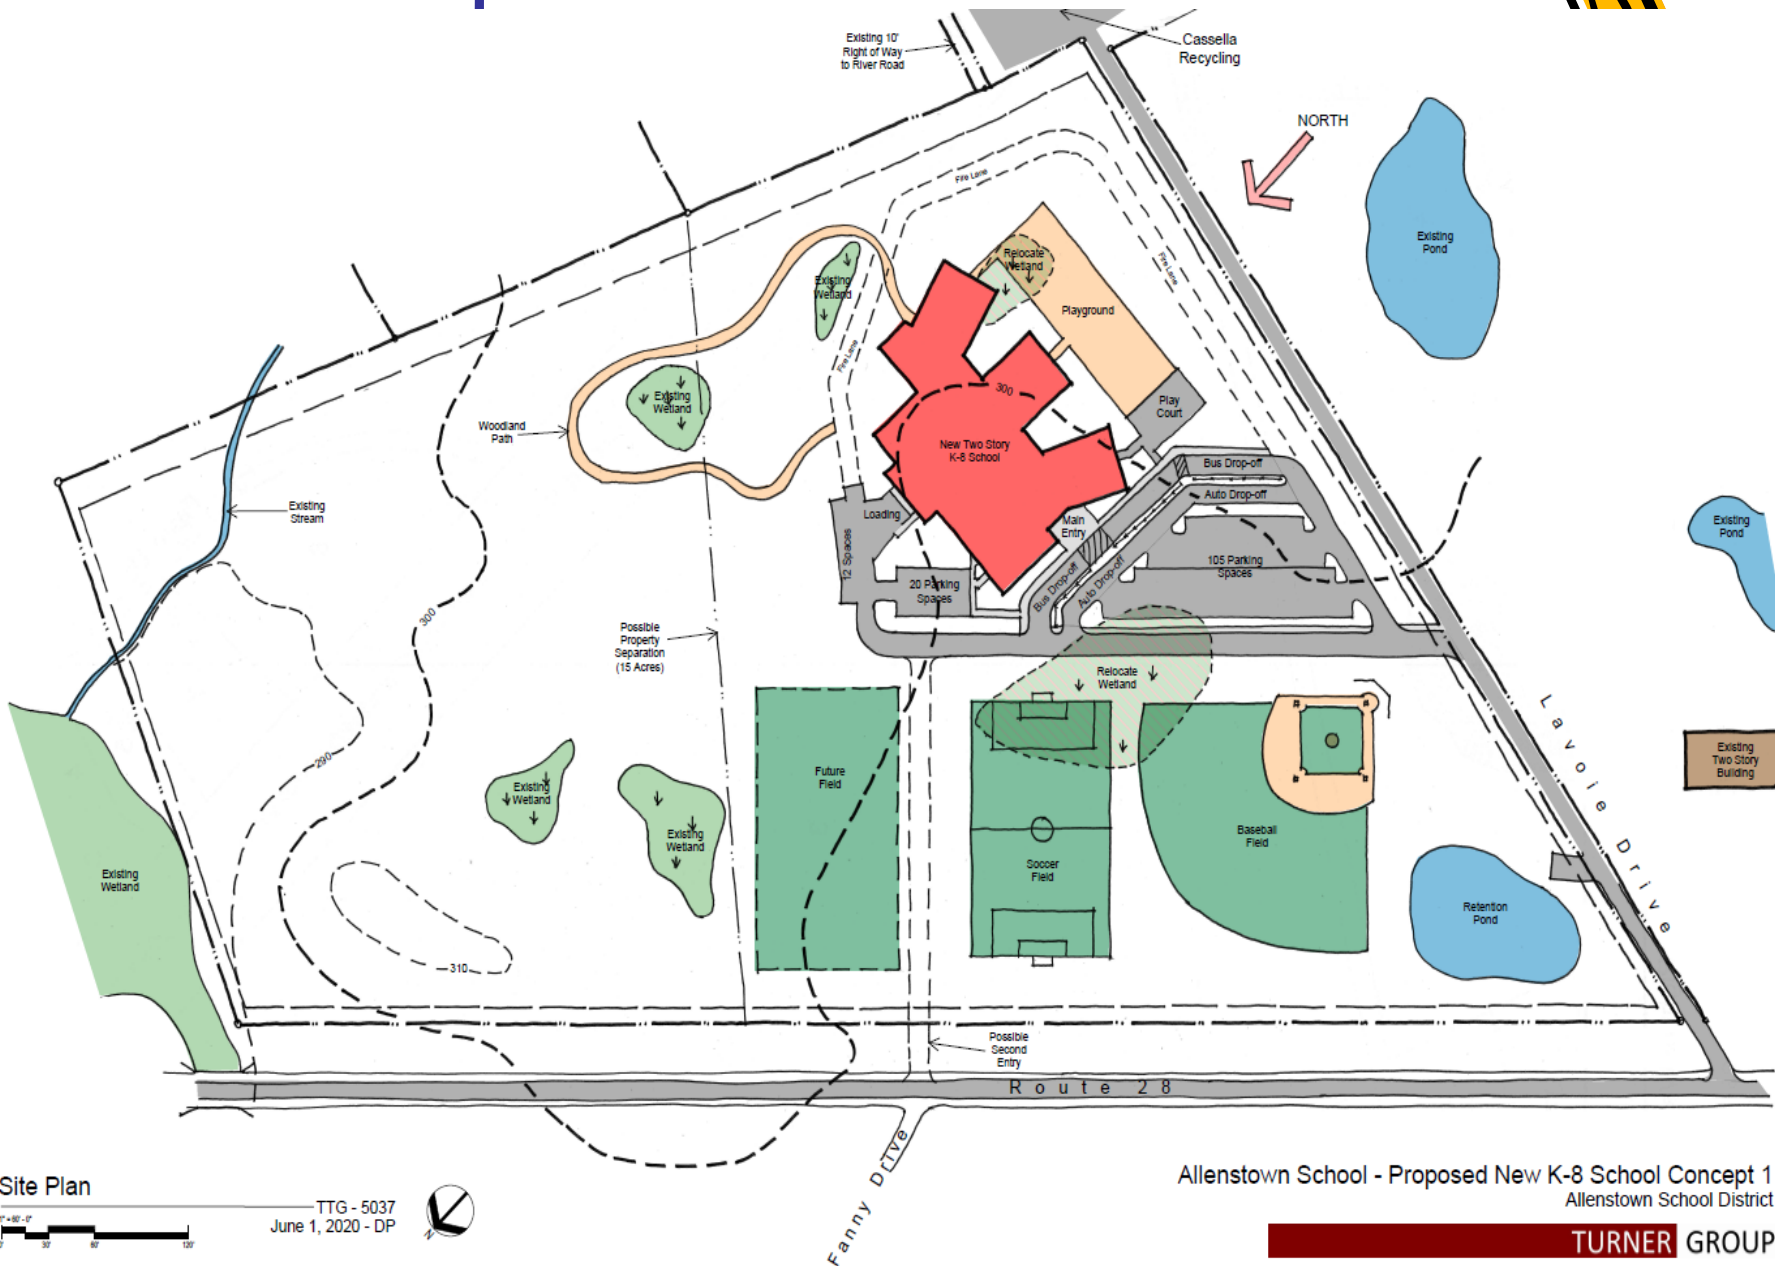 Existing 10'
Right of Way
to River Road
Cassella
Recycling
NORTH
Fire Lane
Existing
Pond
Relocate
Wetland
Fire Lane
Existing
Wetland
Playground
Fire Lane
300
Existing
Wetland
Play
Court
Woodland
Path
New Two Story
K-8 School
Bus Drop-off
Auto Drop-off
Existing
Stream
Loading
Main
Entry
Existing
Pond
12 Spaces
105 Parking
Spaces
20 Parking
Spaces
Bus Drop-off
Auto Drop-off
300
Possible
Property
Separation
(15 Acres)
Relocate
Wetland
Lavoie Drive
290
Future
Field
Existing
Two Story
Building
Existing
Wetland
Existing
Wetland
Baseball
Field
Existing
Wetland
Soccer
Field
Retention
Pond
310
Possible
Second
Entry
Route 28
Fanny Drive
Site Plan
TTG - 5037
June 1, 2020 - DP
N
30'
60'
120'
Allenstown School - Proposed New K-8 School Concept 1
Allenstown School District
TURNER GROUP